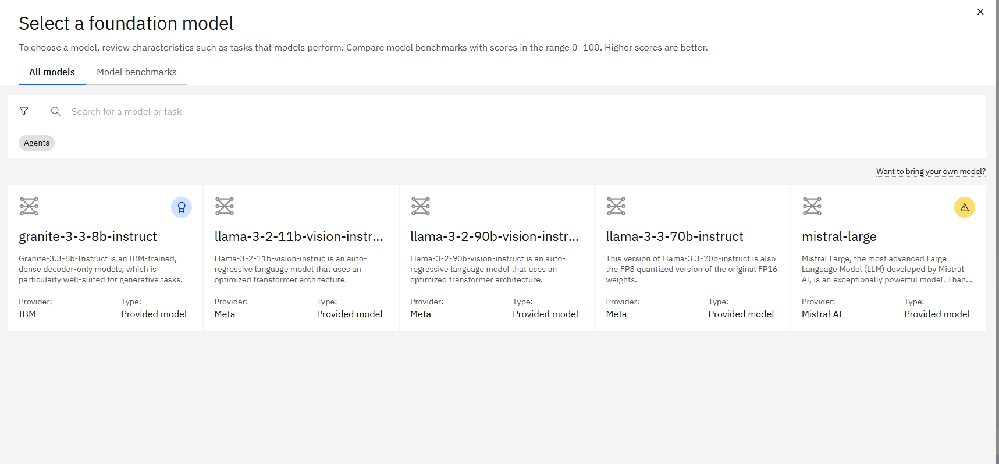 Select a foundation model
To choose a model, review characteristics such as tasks that models perform. Compare model benchmarks with scores in the range 0–100. Higher scores are better.
All models
Model benchmarks
Search for a model or task
Agents
Want to bring your own model?
granite-3-3-8b-instruct
Granite-3.3-8b-Instruct is an IBM-trained,
dense decoder-only models, which is
particularly well-suited for generative tasks.
Provider:
Type:
IBM
Provided model
llama-3-2-11b-vision-instr...
Llama-3-2-11b-vision-instruc is an auto-
regressive language model that uses an
optimized transformer architecture.
Provider:
Type:
Meta
Provided model
llama-3-2-90b-vision-instr...
Llama-3-2-90b-vision-instruct is an auto-
regressive language model that uses an
optimized transformer architecture.
Provider:
Type:
Meta
Provided model
llama-3-3-70b-instruct
This version of Llama-3.3-70b-instruct is also
the FP8 quantized version of the original FP16
weights.
Provider:
Type:
Meta
Provided model
mistral-large
Mistral Large, the most advanced Large
Language Model (LLM) developed by Mistral
Al, is an exceptionally powerful model. Than...
Provider:
Type:
Mistral AI
Provided model